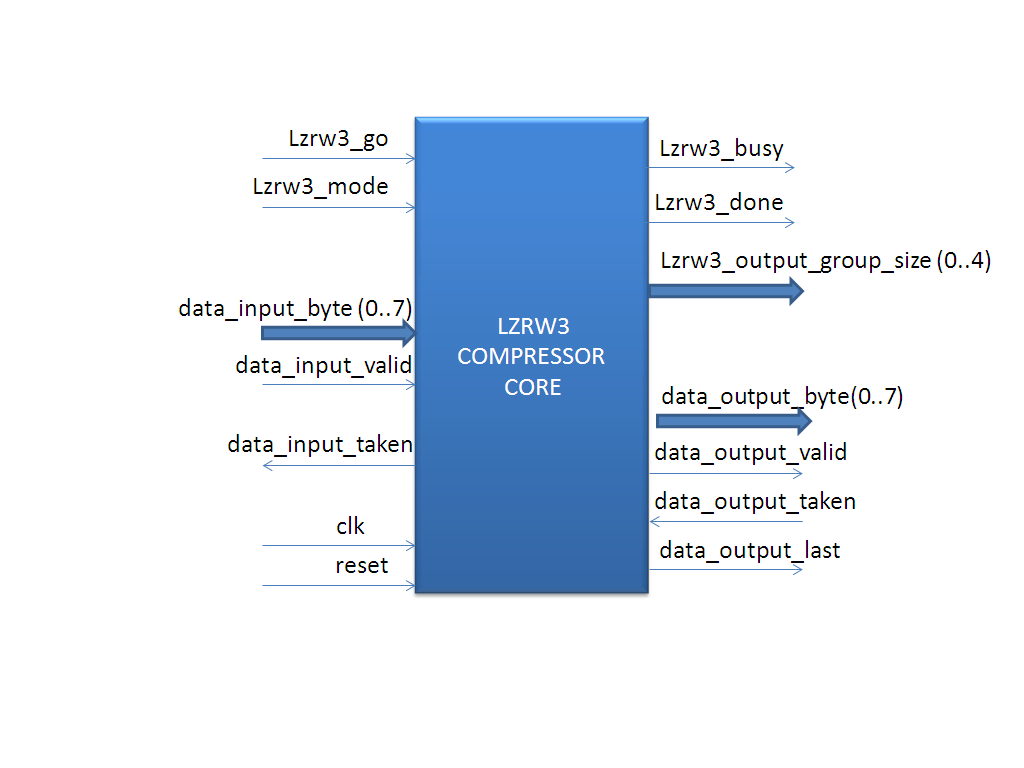 Lzrw3_go
Lzrw3_mode
data_input_byte (0..7)
data_input_valid
data_input_taken
clk
reset
LZRW3
COMPRESSOR
CORE
Lzrw3_busy
Lzrw3_done
Lzrw3_output_group_size (0..4)
data_output_byte(0..7)
data_output_valid
data_output_taken
data_output_last